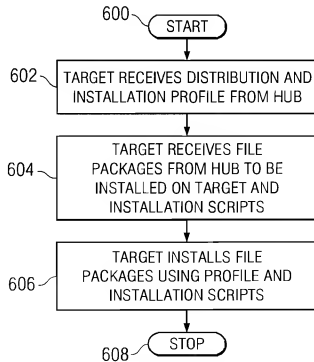 600
START
602
TARGET RECEIVES DISTRIBUTION AND
INSTALLATION PROFILE FROM HUB
604
TARGET RECEIVES FILE
PACKAGES FROM HUB TO BE
INSTALLED ON TARGET AND
INSTALLATION SCRIPTS
606
TARGET INSTALLS FILE
PACKAGES USING PROFILE AND
INSTALLATION SCRIPTS
608
STOP